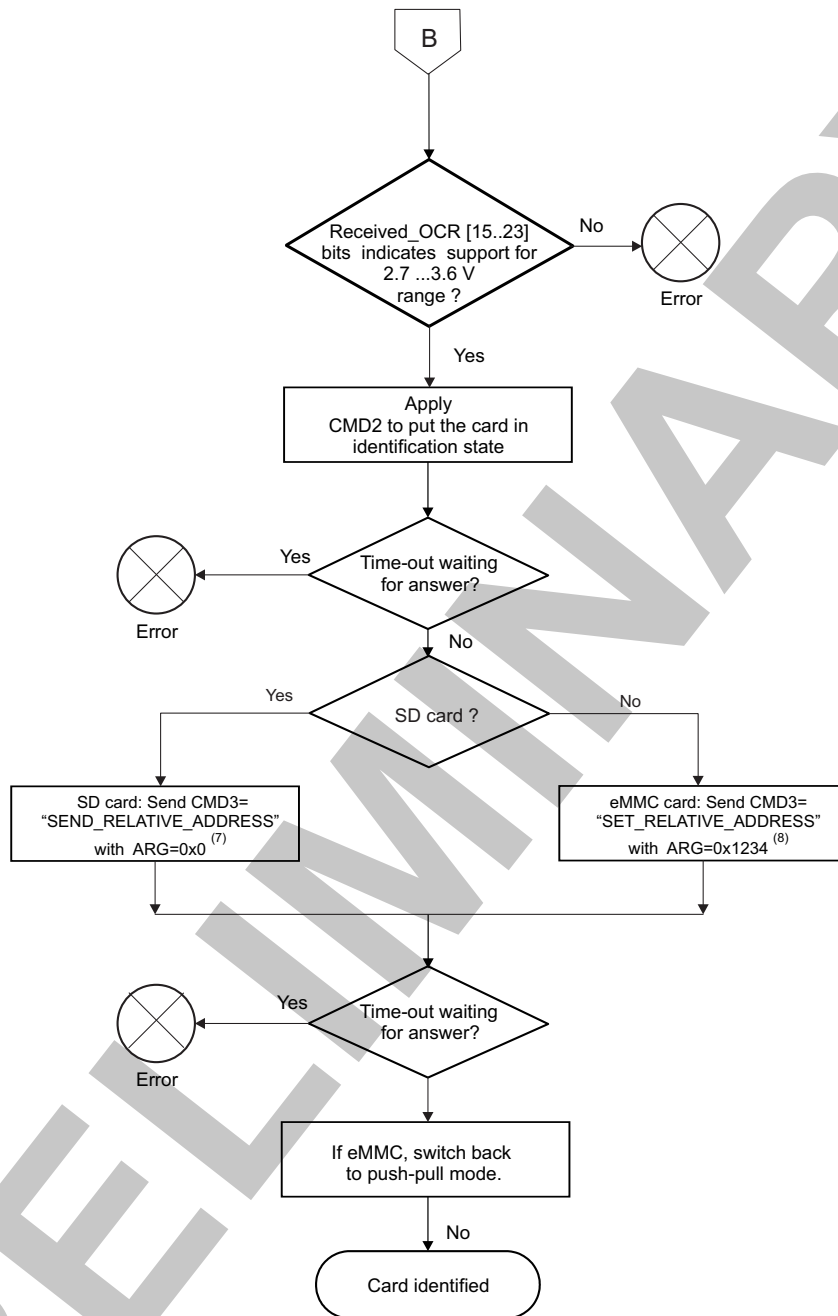 B
Received_OCR [15..23]
bits indicates support for
2.7 ...3.6 V
range ?
No
Error
Yes
Apply
CMD2 to put the card in
identification state
Time-out waiting
for answer?
Yes
Error
No
SD card ?
Yes
No
SD card: Send CMD3=
“SEND_RELATIVE_ADDRESS”
with ARG=0x0 (7)
eMMC card: Send CMD3=
“SET_RELATIVE_ADDRESS”
with ARG=0x1234 (8)
Time-out waiting
for answer?
Yes
Error
If eMMC, switch back
to push-pull mode.
No
Card identified